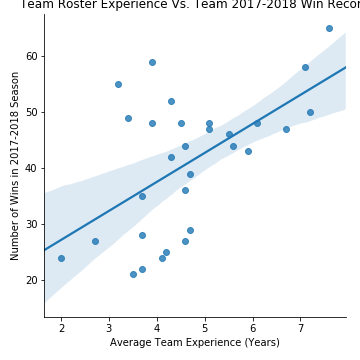 Team Roster Experience Vs. Team 2017-2018 Win Recor
Number of Wins in 2017-2018 Season
60
50
40
30
20
2 3 4 5 6 7
Average Team Experience (Years)